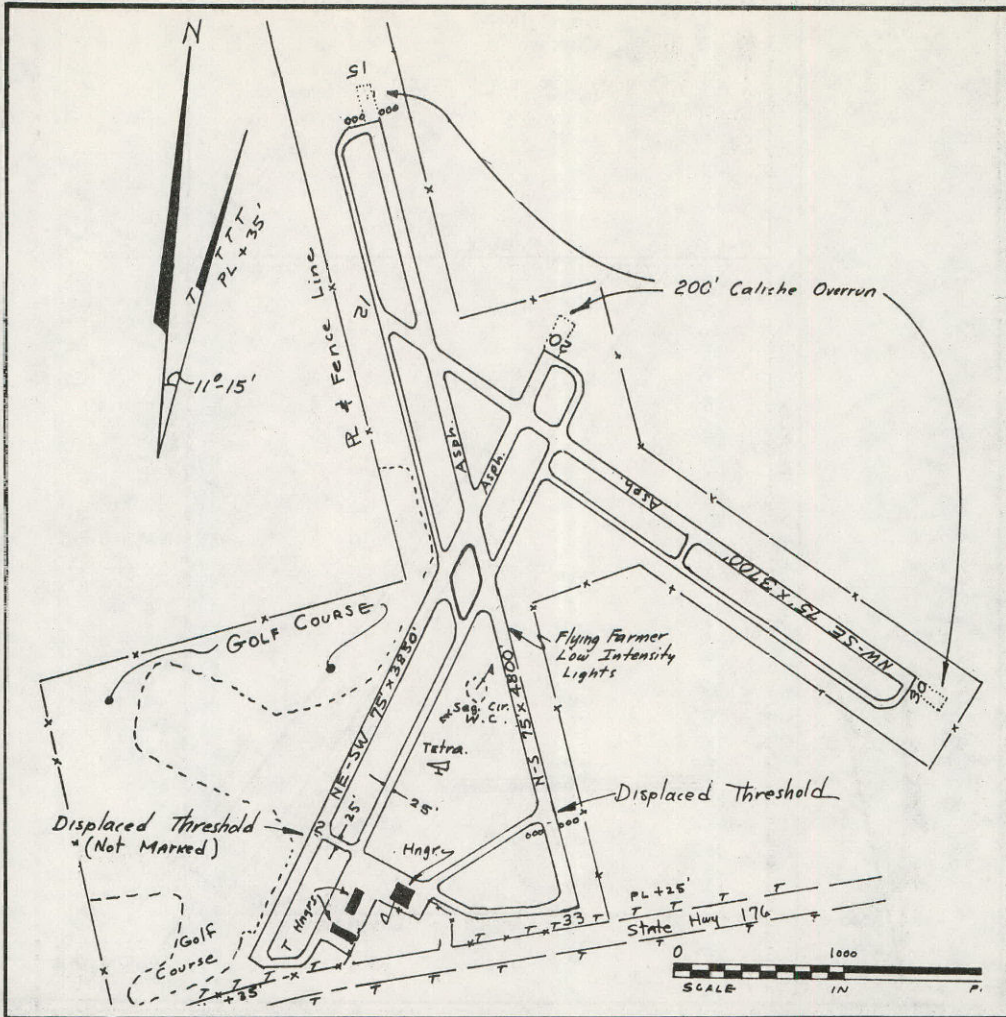 N
15
T T T T
PL + 35'
11°-15'
PL & Fence Line
12
200' Caliche Overrun
20
Asph.
Asph.
Asph.
NW-SE 75' X 3700'
30
GOLF COURSE
Flying Farmer
Low Intensity
Lights
Seg. Cir.
W.C.
Tetra.
NE-SW 75' X 3850'
N-S 75' X 4800'
25'
25'
2
Displaced Threshold
(Not Marked)
Displaced Threshold
Hngr.
Hngrs
Golf
Course
33
PL +25'
State Hwy 176
+35
0 1000
SCALE IN